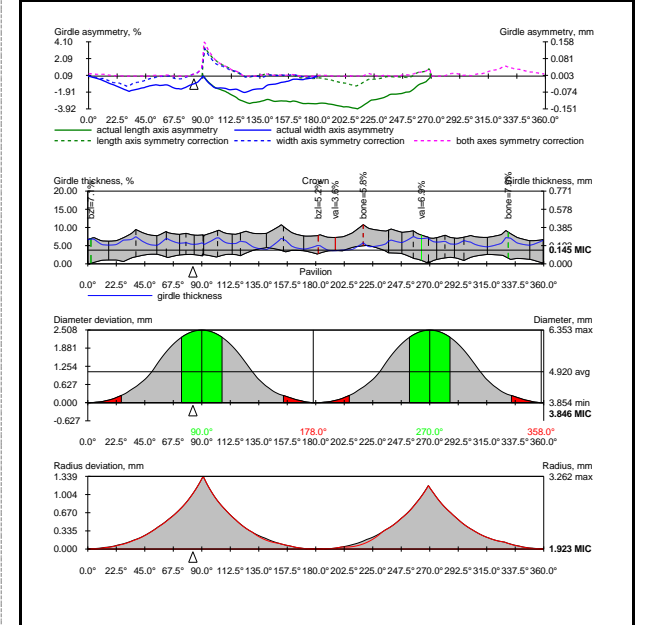 Girdle asymmetry, % Girdle asymmetry, mm
4.10 0.158
2.09 0.081
0.09 0.003
-1.91 -0.074
-3.92 -0.151
0.0° 22.5° 45.0° 67.5° 90.0° 112.5° 135.0° 157.5° 180.0° 202.5° 225.0° 247.5° 270.0° 292.5° 315.0° 337.5° 360.0°
actual length axis asymmetry actual width axis asymmetry
length axis symmetry correction width axis symmetry correction both axes symmetry correction
Girdle thickness, % Crown Girdle thickness, mm
20.00 0.771
15.00 0.578
10.00 0.385
5.00
0.145 MIC
0.00 0.000
bzl=5.2%
val=3.6%
bone=5.8%
val=6.9%
Pavilion
0.0° 22.5° 45.0° 67.5° 90.0° 112.5° 135.0° 157.5° 180.0° 202.5° 225.0° 247.5° 270.0° 292.5° 315.0° 337.5° 360.0°
girdle thickness
Diameter deviation, mm Diameter, mm
2.508 6.353 max
1.881
1.254 4.920 avg
0.627
0.000 3.854 min
3.846 MIC
-0.627
90.0° 178.0° 270.0° 358.0°
0.0° 22.5° 45.0° 67.5° 90.0° 112.5° 135.0° 157.5° 180.0° 202.5° 225.0° 247.5° 270.0° 292.5° 315.0° 337.5° 360.0°
Radius deviation, mm Radius, mm
1.339 3.262 max
1.004
0.670
0.335
0.000 1.923 MIC
0.0° 22.5° 45.0° 67.5° 90.0° 112.5° 135.0° 157.5° 180.0° 202.5° 225.0° 247.5° 270.0° 292.5° 315.0° 337.5° 360.0°